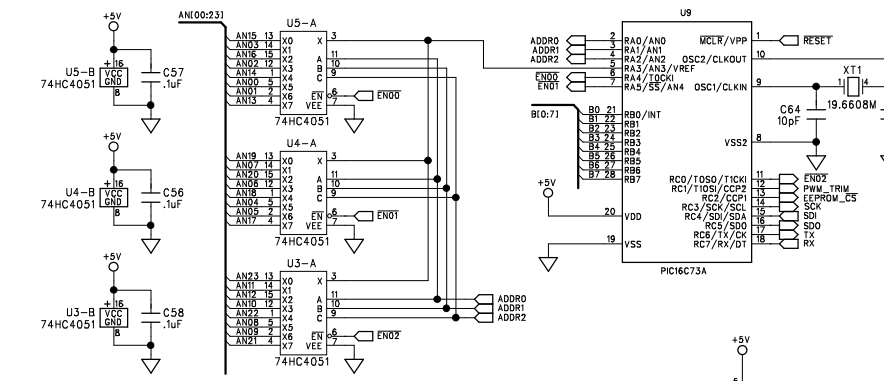 AN[00:23]
+5V
U5-B
74HC4051
16
VCC
GND
8
C57
.1uF
U5-A
AN15 13 X0
AN03 14 X1
AN16 15 X2
AN02 12 X3
AN14 1 X4
AN00 5 X5
AN01 2 X6
AN13 4 X7
X 3
A 11
B 10
C 9
EN 6
VEE 7
EN00
74HC4051
+5V
U4-B
74HC4051
16
VCC
GND
8
C56
.1uF
U4-A
AN19 13 X0
AN07 14 X1
AN20 15 X2
AN06 12 X3
AN18 1 X4
AN04 5 X5
AN05 2 X6
AN17 4 X7
X 3
A 11
B 10
C 9
EN 6
VEE 7
EN01
74HC4051
+5V
U3-B
74HC4051
16
VCC
GND
8
C58
.1uF
U3-A
AN23 13 X0
AN11 14 X1
AN12 15 X2
AN10 12 X3
AN22 1 X4
AN08 5 X5
AN09 2 X6
AN21 4 X7
X 3
A 11
B 10
C 9
EN 6
VEE 7
ADDR0
ADDR1
ADDR2
EN02
74HC4051
U9
ADDR0 2 RA0/AN0
ADDR1 3 RA1/AN1
ADDR2 4 RA2/AN2
5 RA3/AN3/VREF
EN00 6 RA4/TOCKI
EN01 7 RA5/SS/AN4
B[0:7]
B0 21 RB0/INT
B1 22 RB1
B2 23 RB2
B3 24 RB3
B4 25 RB4
B5 26 RB5
B6 27 RB6
B7 28 RB7
+5V
20 VDD
19 VSS
MCLR/VPP 1 RESET
OSC2/CLKOUT 10
OSC1/CLKIN 9
VSS2 8
RC0/TOSO/T1CKI 11 EN02
RC1/T1OSI/CCP2 12 PWM_TRIM
RC2/CCP1 13 EEPROM_CS
RC3/SCK/SCL 14 SCK
RC4/SDI/SDA 15 SDI
RC5/SDO 16 SDO
RC6/TX/CK 17 TX
RC7/RX/DT 18 RX
PIC16C73A
XT1
1
2
19.6608M
C64
10pF
+5V
5